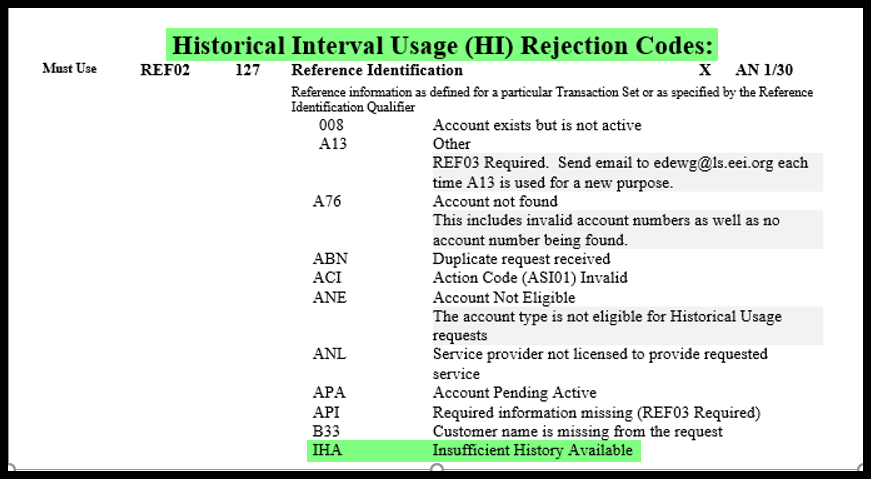 Historical Interval Usage (HI) Rejection Codes:
Must Use REF02 127 Reference Identification X AN 1/30
Reference information as defined for a particular Transaction Set or as specified by the Reference
Identification Qualifier
008 Account exists but is not active
A13 Other
REF03 Required.  Send email to edewg@ls.eei.org each
time A13 is used for a new purpose.
A76 Account not found
This includes invalid account numbers as well as no
account number being found.
ABN Duplicate request received
ACI Action Code (ASI01) Invalid
ANE Account Not Eligible
The account type is not eligible for Historical Usage
requests
ANL Service provider not licensed to provide requested
service
APA Account Pending Active
API Required information missing (REF03 Required)
B33 Customer name is missing from the request
IHA Insufficient History Available